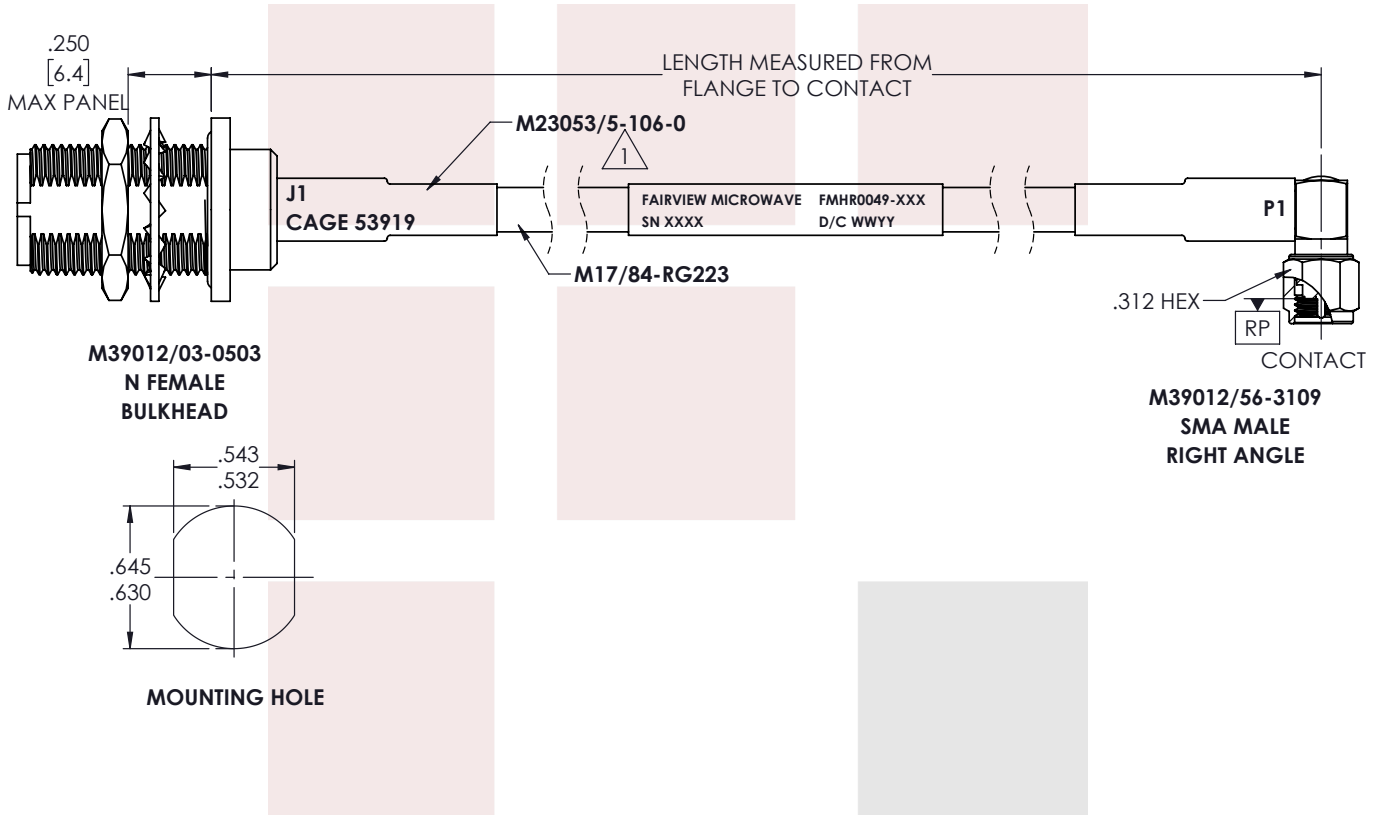 .250
[6.4]
MAX PANEL
LENGTH MEASURED FROM
FLANGE TO CONTACT
M23053/5-106-0
1
J1
CAGE 53919
FAIRVIEW MICROWAVE FMHR0049-XXX
SN XXXX D/C WWYY
P1
M17/84-RG223
.312 HEX
RP
CONTACT
M39012/03-0503
N FEMALE
BULKHEAD
M39012/56-3109
SMA MALE
RIGHT ANGLE
.543
.532
.645
.630
MOUNTING HOLE